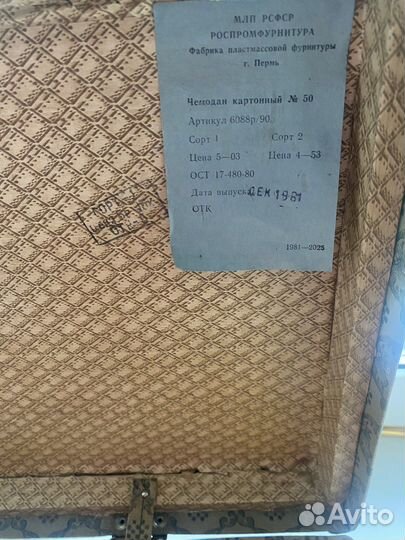 МЛП РСФСР
РОСПРОМФУРНИТУРА
Фабрика пластмассовой фурнитуры
г. Пермь
Чемодан картонный № 50
Артикул 6088р/90
Сорт 1 Сорт 2
Цена 5—03 Цена 4—53
ОСТ 17-480-80
Дата выпуска ДЕК 1981
ОТК
1981—2025
Avito